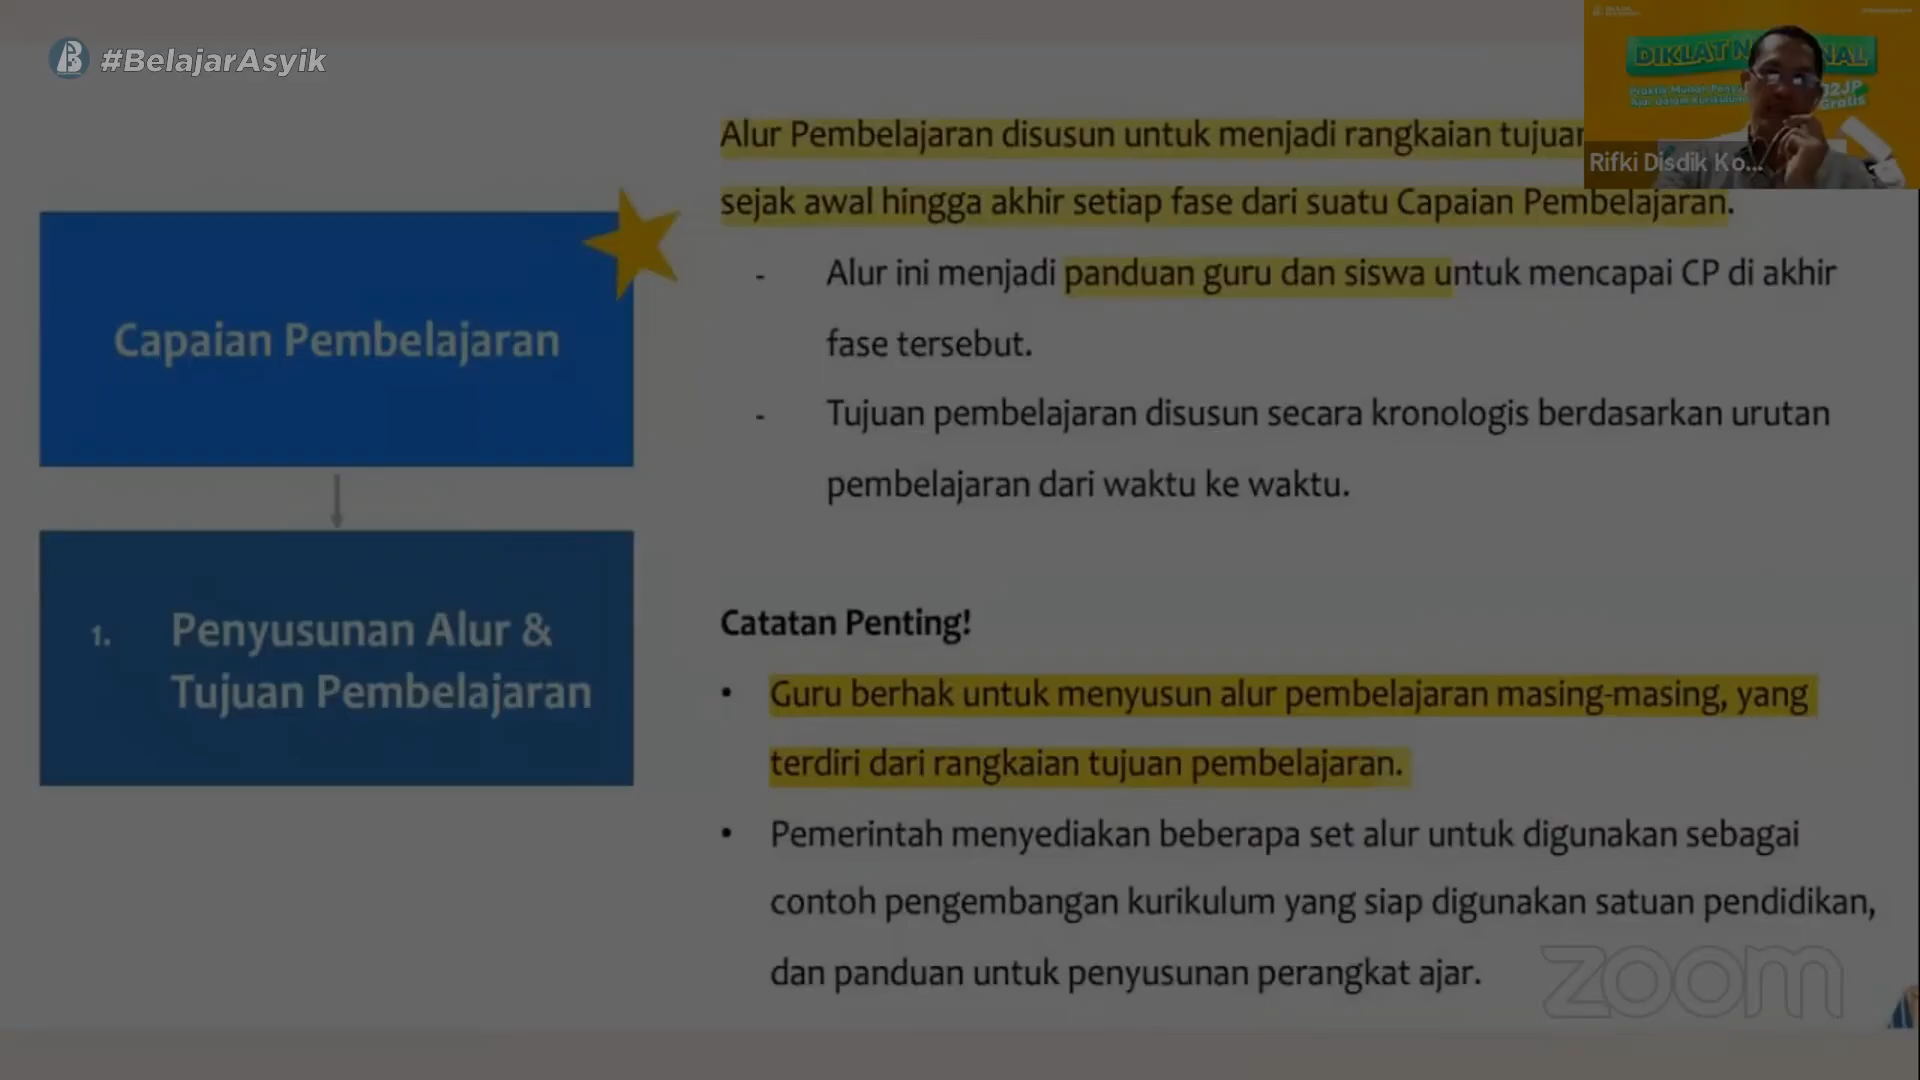 #BelajarAsyik
DIKLAT N
NAL
32JP
Gratis
Rifki Disdik Ko...
Alur Pembelajaran disusun untuk menjadi rangkaian
sejak awal hingga akhir setiap fase dari suatu Capaian Pembelajaran.
- Alur ini menjadi panduan guru dan siswa untuk mencapai CP di akhir
fase tersebut.
- Tujuan pembelajaran disusun secara kronologis berdasarkan urutan
pembelajaran dari waktu ke waktu.
Capaian Pembelajaran
1. Penyusunan Alur &
Tujuan Pembelajaran
Catatan Penting!
• Guru berhak untuk menyusun alur pembelajaran masing-masing, yang
terdiri dari rangkaian tujuan pembelajaran.
• Pemerintah menyediakan beberapa set alur untuk digunakan sebagai
contoh pengembangan kurikulum yang siap digunakan satuan pendidikan,
dan panduan untuk penyusunan perangkat ajar.
zoom